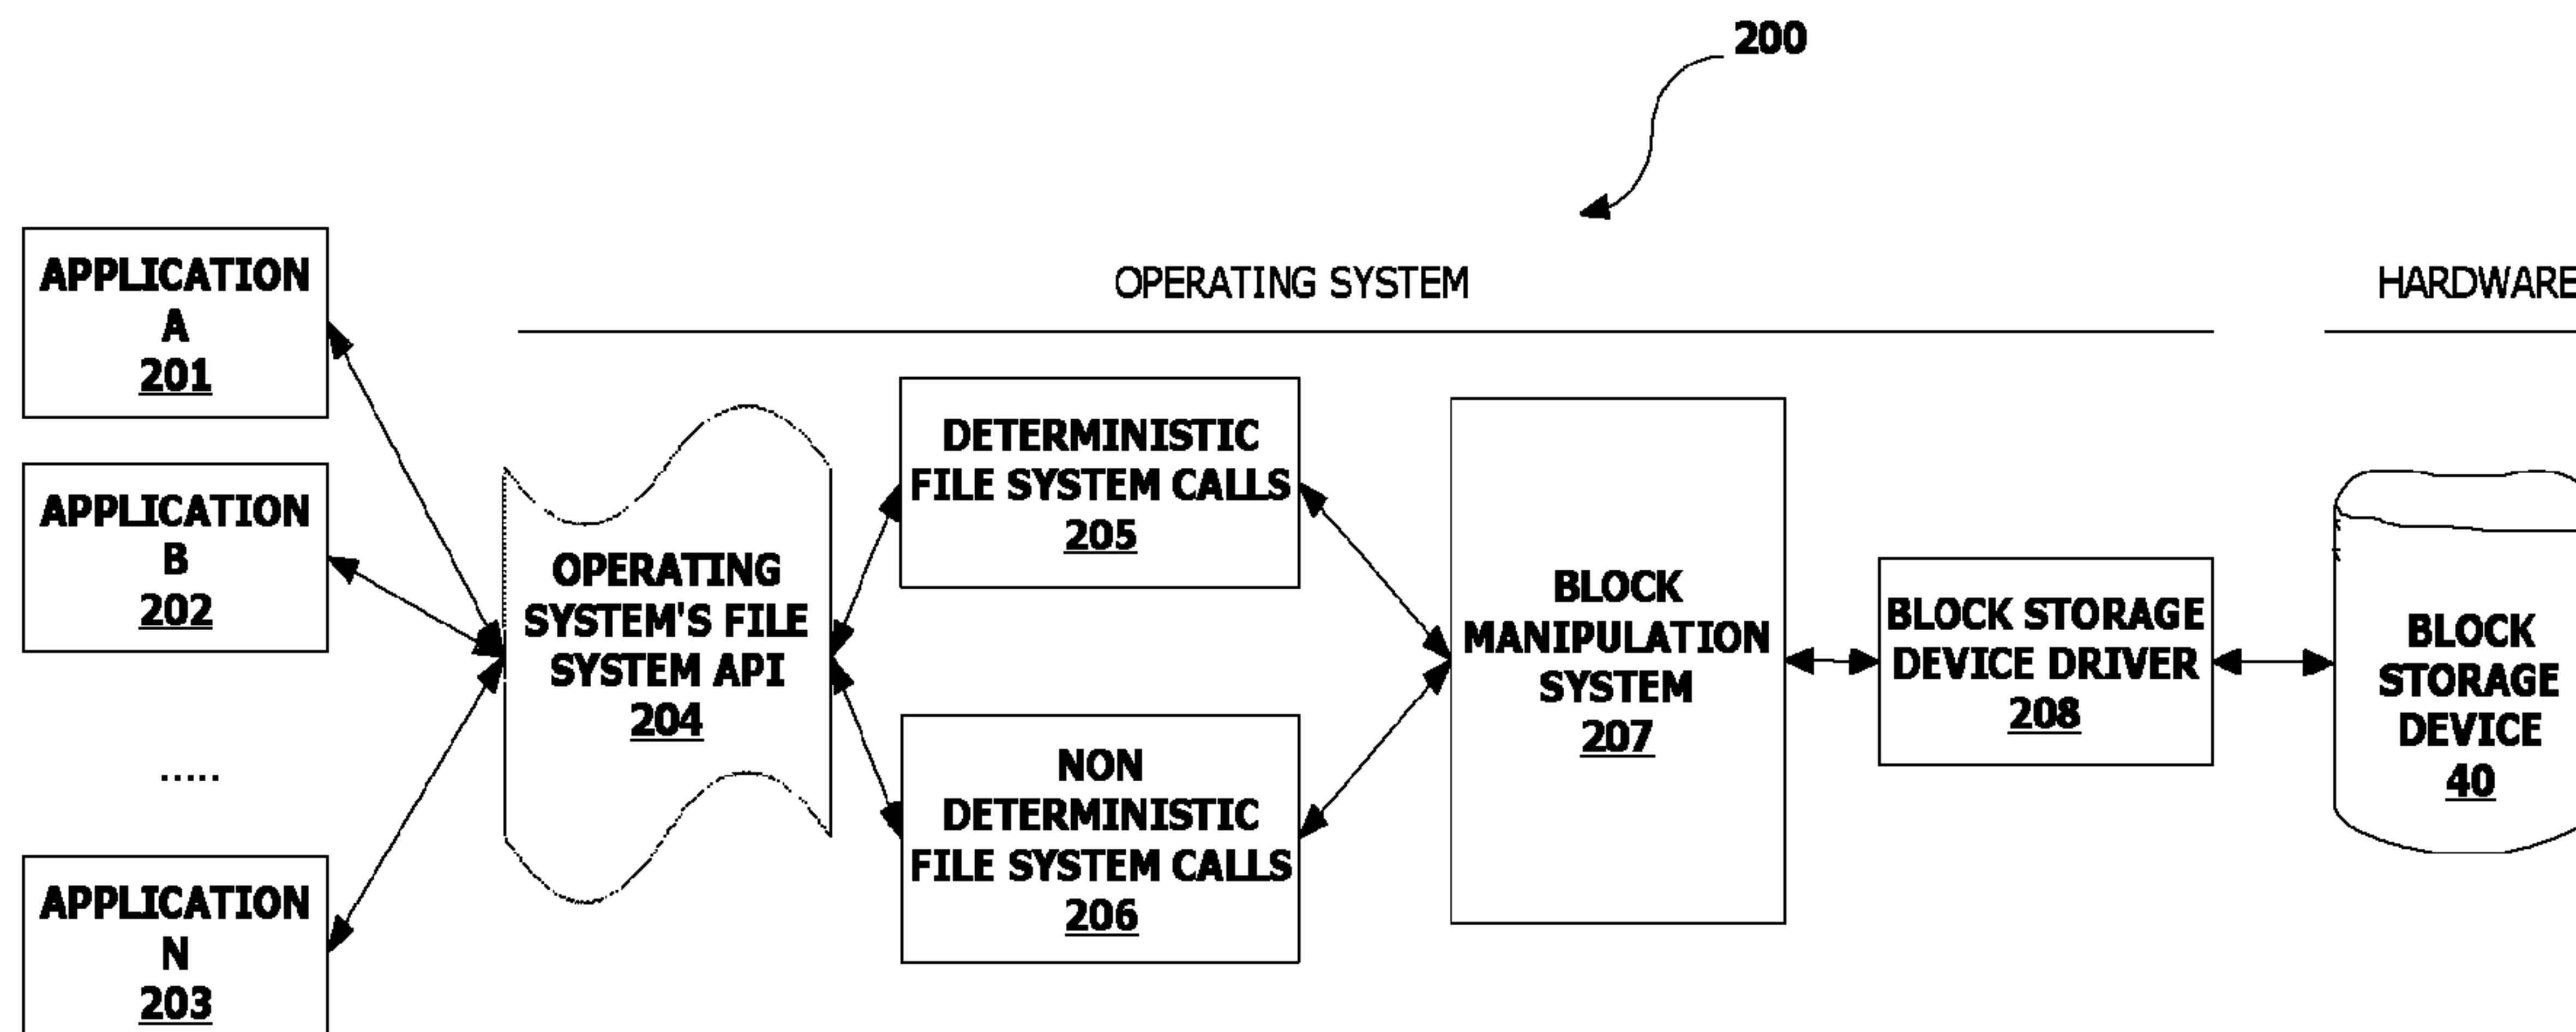 200
OPERATING SYSTEM
HARDWARE
APPLICATION
A
201
APPLICATION
B
202
.....
APPLICATION
N
203
OPERATING
SYSTEM'S FILE
SYSTEM API
204
DETERMINISTIC
FILE SYSTEM CALLS
205
NON
DETERMINISTIC
FILE SYSTEM CALLS
206
BLOCK
MANIPULATION
SYSTEM
207
BLOCK STORAGE
DEVICE DRIVER
208
BLOCK
STORAGE
DEVICE
40